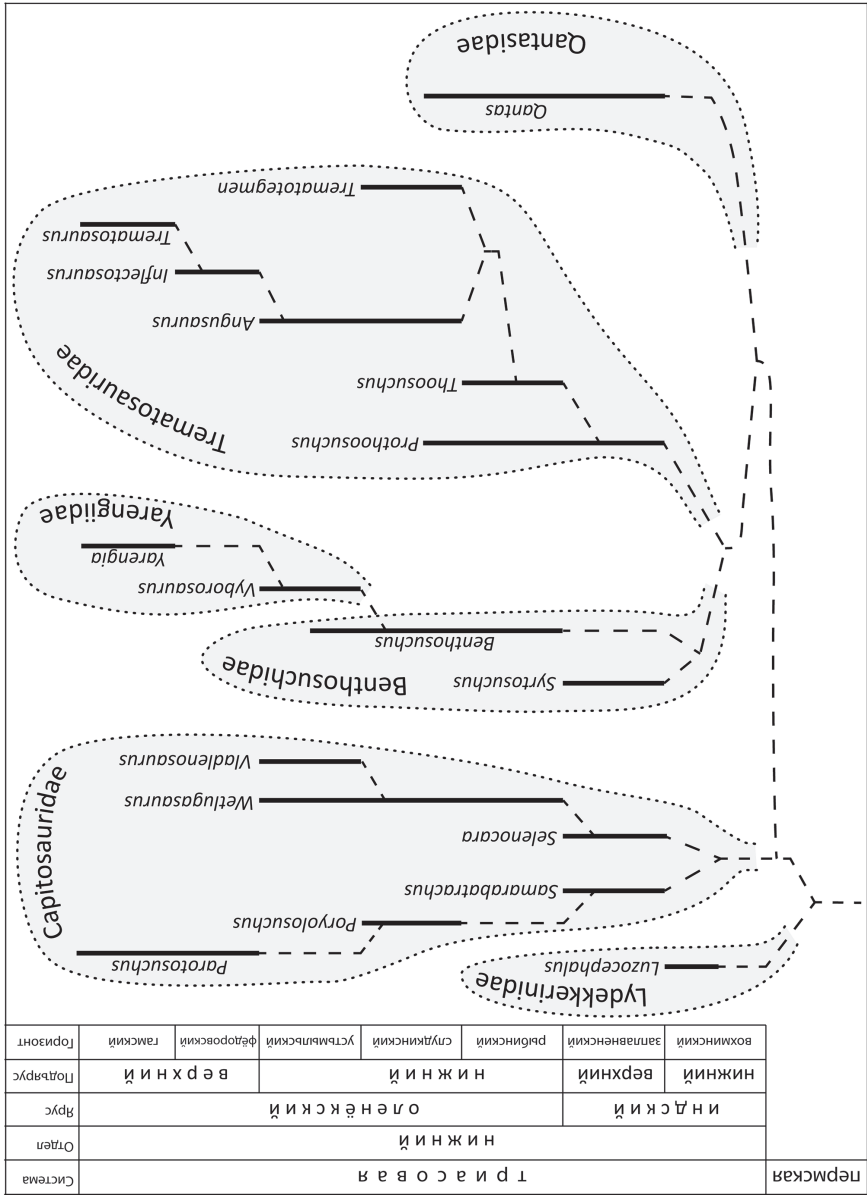 пермская
триасовая
Система
нижний
Отдел
индский
оленёкский
Ярус
нижний
верхний
нижний
верхний
Подъярус
вохминский
заплавненский
рыбинский
слудкинский
устмыльский
фёдоровский
гамский
Горизонт
Lydekkerinidae
Luzocephalus
Parotosuchus
Poryolosuchus
Capitosauridae
Samarabatrachus
Selenocara
Wetlugasaurus
Vladlenosaurus
Benthosuchidae
Syrtosuchus
Benthosuchus
Vyborosaurus
Yarengia
Yarengiidae
Prothoosuchus
Trematosauridae
Thoosuchus
Angusaurus
Inflectosaurus
Trematosaurus
Trematotegmen
Qantas
Qantasidae